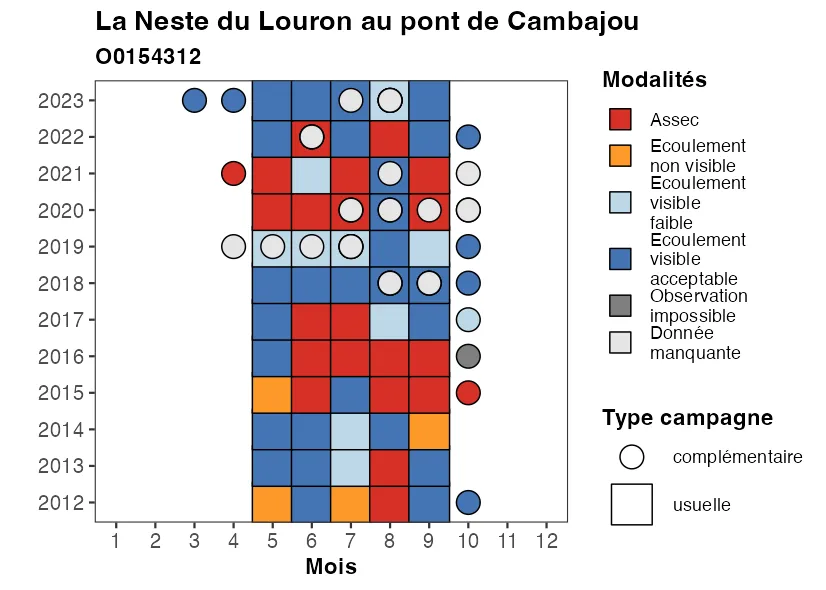 La Neste du Louron au pont de Cambajou
O0154312
2023
2022
2021
2020
2019
2018
2017
2016
2015
2014
2013
2012
1 2 3 4 5 6 7 8 9 10 11 12
Mois
Modalités
Assec
Ecoulement
non visible
Ecoulement
visible
faible
Ecoulement
visible
acceptable
Observation
impossible
Donnée
manquante
Type campagne
complémentaire
usuelle